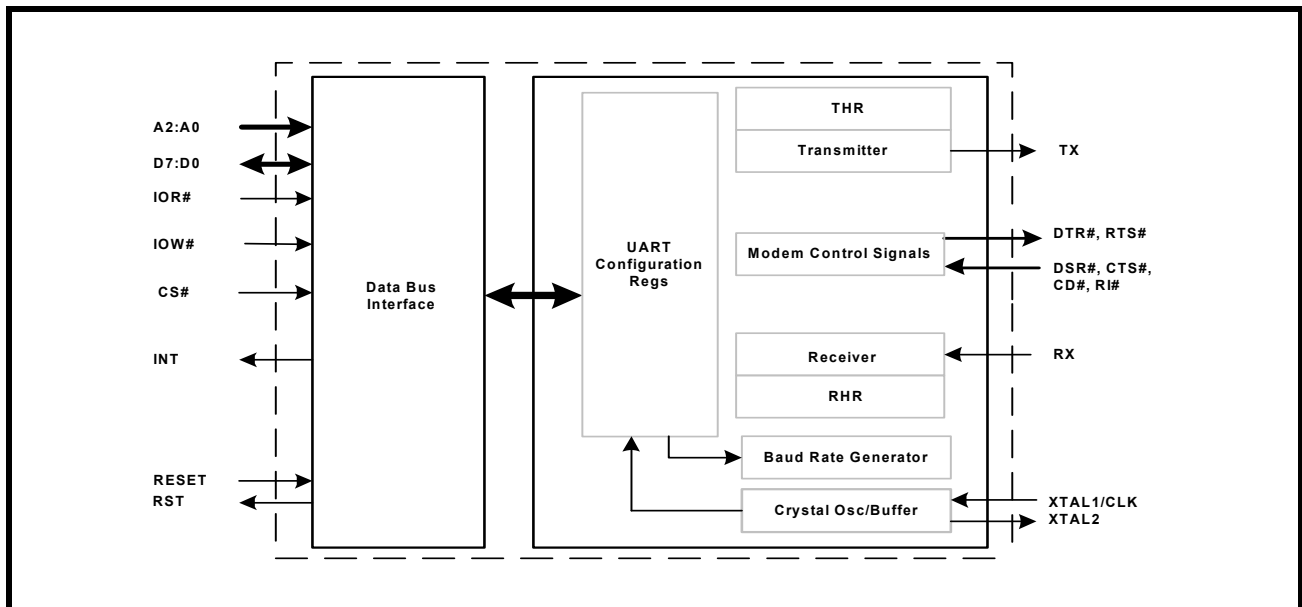 A2:A0
D7:D0
IOR#
IOW#
CS#
INT
RESET
RST
Data Bus
Interface
UART
Configuration
Regs
THR
Transmitter
Modem Control Signals
Receiver
RHR
Baud Rate Generator
Crystal Osc/Buffer
TX
DTR#, RTS#
DSR#, CTS#,
CD#, RI#
RX
XTAL1/CLK
XTAL2